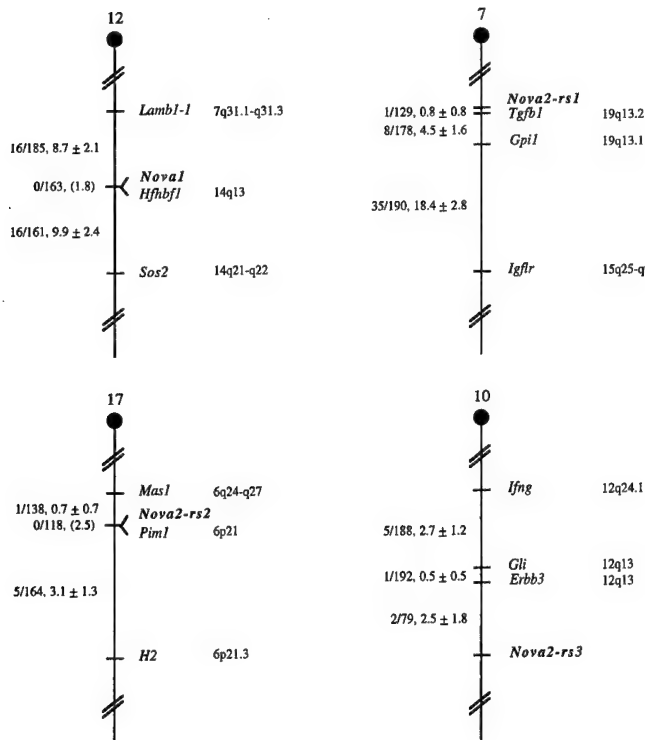 12
Lamb1-1 7q31.1-q31.3
16/185, 8.7 ± 2.1
Nova1
0/163, (1.8)
Hfhbf1 14q13
16/161, 9.9 ± 2.4
Sos2 14q21-q22
7
Nova2-rs1
1/129, 0.8 ± 0.8
Tgfb1 19q13.2
8/178, 4.5 ± 1.6
Gpi1 19q13.1
35/190, 18.4 ± 2.8
Igf1r 15q25-q
17
Mas1 6q24-q27
1/138, 0.7 ± 0.7
Nova2-rs2
0/118, (2.5)
Pim1 6p21
5/164, 3.1 ± 1.3
H2 6p21.3
10
Ifng 12q24.1
5/188, 2.7 ± 1.2
Gli 12q13
1/192, 0.5 ± 0.5
Erbb3 12q13
2/79, 2.5 ± 1.8
Nova2-rs3